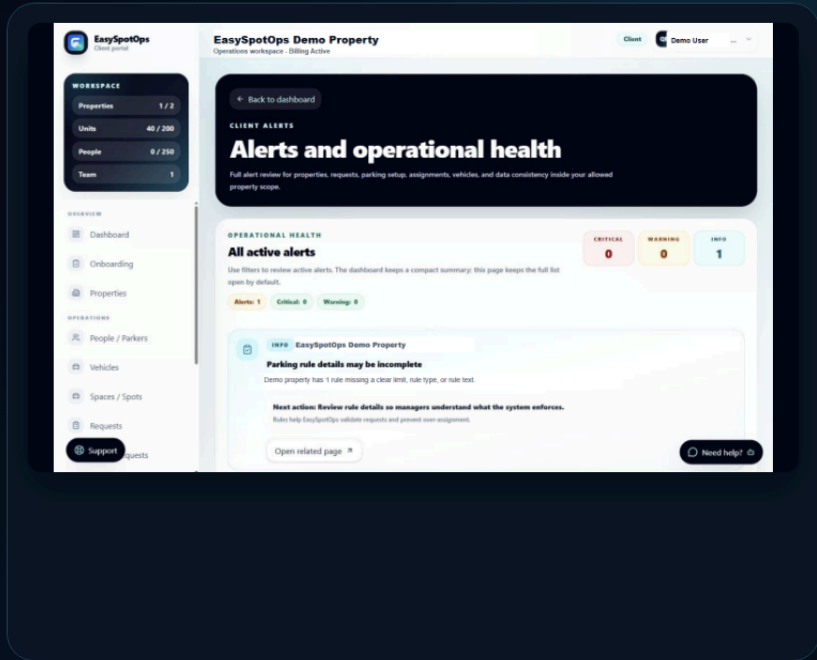 EasySpotOps
Client portal
WORKSPACE
Properties 1 / 2
Units 40 / 200
People 0 / 250
Team 1
OVERVIEW
Dashboard
Onboarding
Properties
OPERATIONS
People / Parkers
Vehicles
Spaces / Spots
Requests
quests
Support
EasySpotOps Demo Property
Operations workspace - Billing Active
Client
Demo User ...
← Back to dashboard
CLIENT ALERTS
Alerts and operational health
Full alert review for properties, requests, parking setup, assignments, vehicles, and data consistency inside your allowed
property scope.
OPERATIONAL HEALTH
All active alerts
Use filters to review active alerts. The dashboard keeps a compact summary; this page keeps the full list
open by default.
Alerts: 1 Critical: 0 Warning: 0
CRITICAL
0
WARNING
0
INFO
1
INFO EasySpotOps Demo Property
Parking rule details may be incomplete
Demo property has 1 rule missing a clear limit, rule type, or rule text.
Next action: Review rule details so managers understand what the system enforces.
Rules help EasySpotOps validate requests and prevent over-assignment.
Open related page
Need help?